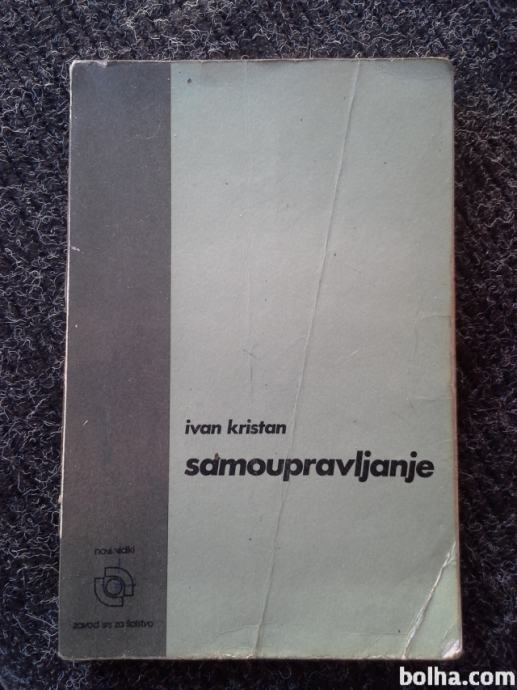 ivan kristan
samoupravljanje
novi vidiki
zavod srs za šolstvo
bolha.com